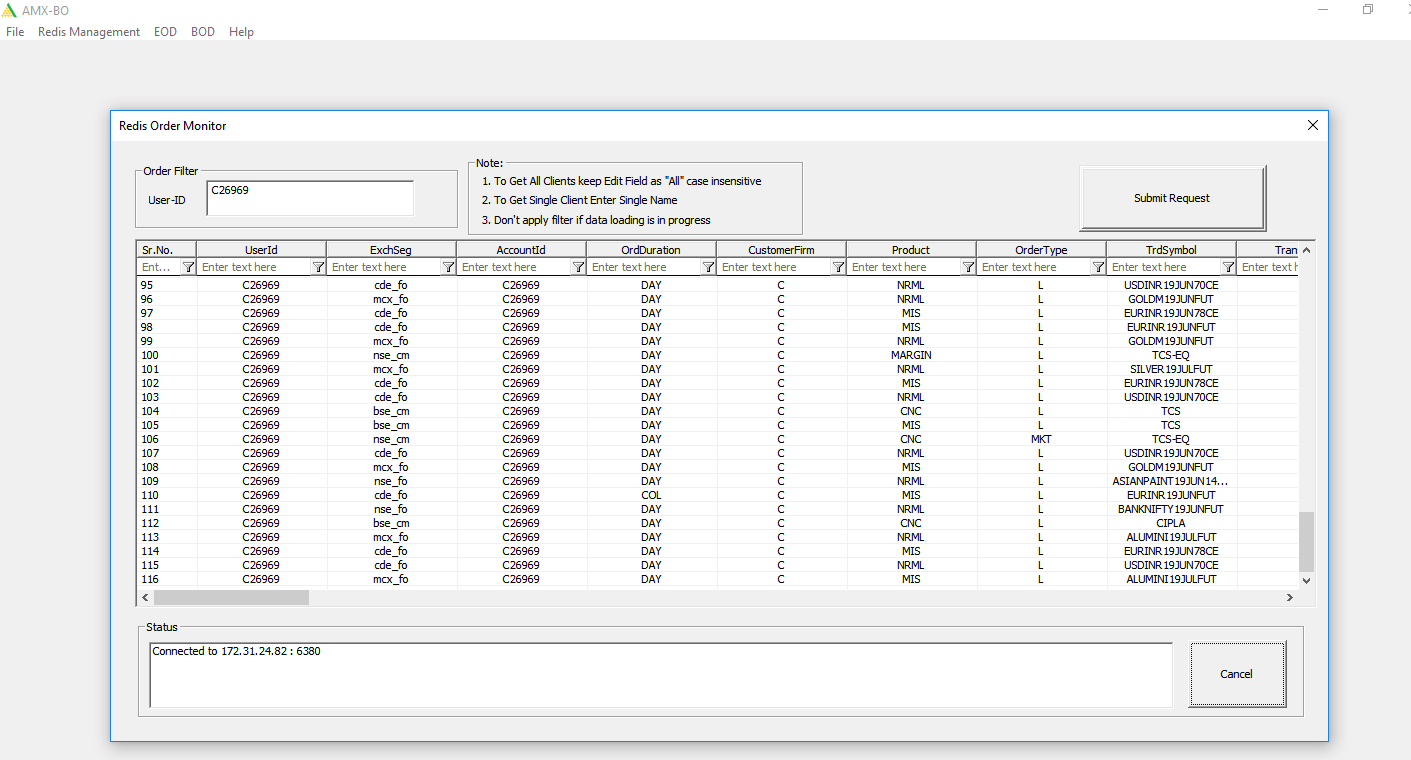 AMX-BO
File Redis Management EOD BOD Help
Redis Order Monitor
Order Filter
User-ID C26969
Note:
1. To Get All Clients keep Edit Field as "All" case insensitive
2. To Get Single Client Enter Single Name
3. Don't apply filter if data loading is in progress
Submit Request
Sr.No. UserId ExchSeg AccountId OrdDuration CustomerFirm Product OrderType TrdSymbol Tran
Ent... Enter text here Enter text here Enter text here Enter text here Enter text here Enter text here Enter text here Enter text here Enter text h
95 C26969 cde_fo C26969 DAY C NRML L USDINR19JUN70CE
96 C26969 mcx_fo C26969 DAY C NRML L GOLDM19JUNFUT
97 C26969 cde_fo C26969 DAY C MIS L EURINR19JUN78CE
98 C26969 cde_fo C26969 DAY C MIS L EURINR19JUNFUT
99 C26969 mcx_fo C26969 DAY C NRML L GOLDM19JUNFUT
100 C26969 nse_cm C26969 DAY C MARGIN L TCS-EQ
101 C26969 mcx_fo C26969 DAY C NRML L SILVER19JULFUT
102 C26969 cde_fo C26969 DAY C MIS L EURINR19JUN78CE
103 C26969 cde_fo C26969 DAY C NRML L USDINR19JUN70CE
104 C26969 bse_cm C26969 DAY C CNC L TCS
105 C26969 bse_cm C26969 DAY C MIS L TCS
106 C26969 nse_cm C26969 DAY C CNC MKT TCS-EQ
107 C26969 cde_fo C26969 DAY C NRML L USDINR19JUN70CE
108 C26969 mcx_fo C26969 DAY C MIS L GOLDM19JUNFUT
109 C26969 nse_fo C26969 DAY C NRML L ASIANPAINT19JUN14...
110 C26969 cde_fo C26969 COL C MIS L EURINR19JUNFUT
111 C26969 nse_fo C26969 DAY C NRML L BANKNIFTY19JUNFUT
112 C26969 bse_cm C26969 DAY C CNC L CIPLA
113 C26969 mcx_fo C26969 DAY C NRML L ALUMINI19JULFUT
114 C26969 cde_fo C26969 DAY C MIS L EURINR19JUN78CE
115 C26969 cde_fo C26969 DAY C NRML L USDINR19JUN70CE
116 C26969 mcx_fo C26969 DAY C MIS L ALUMINI19JULFUT
Status
Connected to 172.31.24.82 : 6380
Cancel